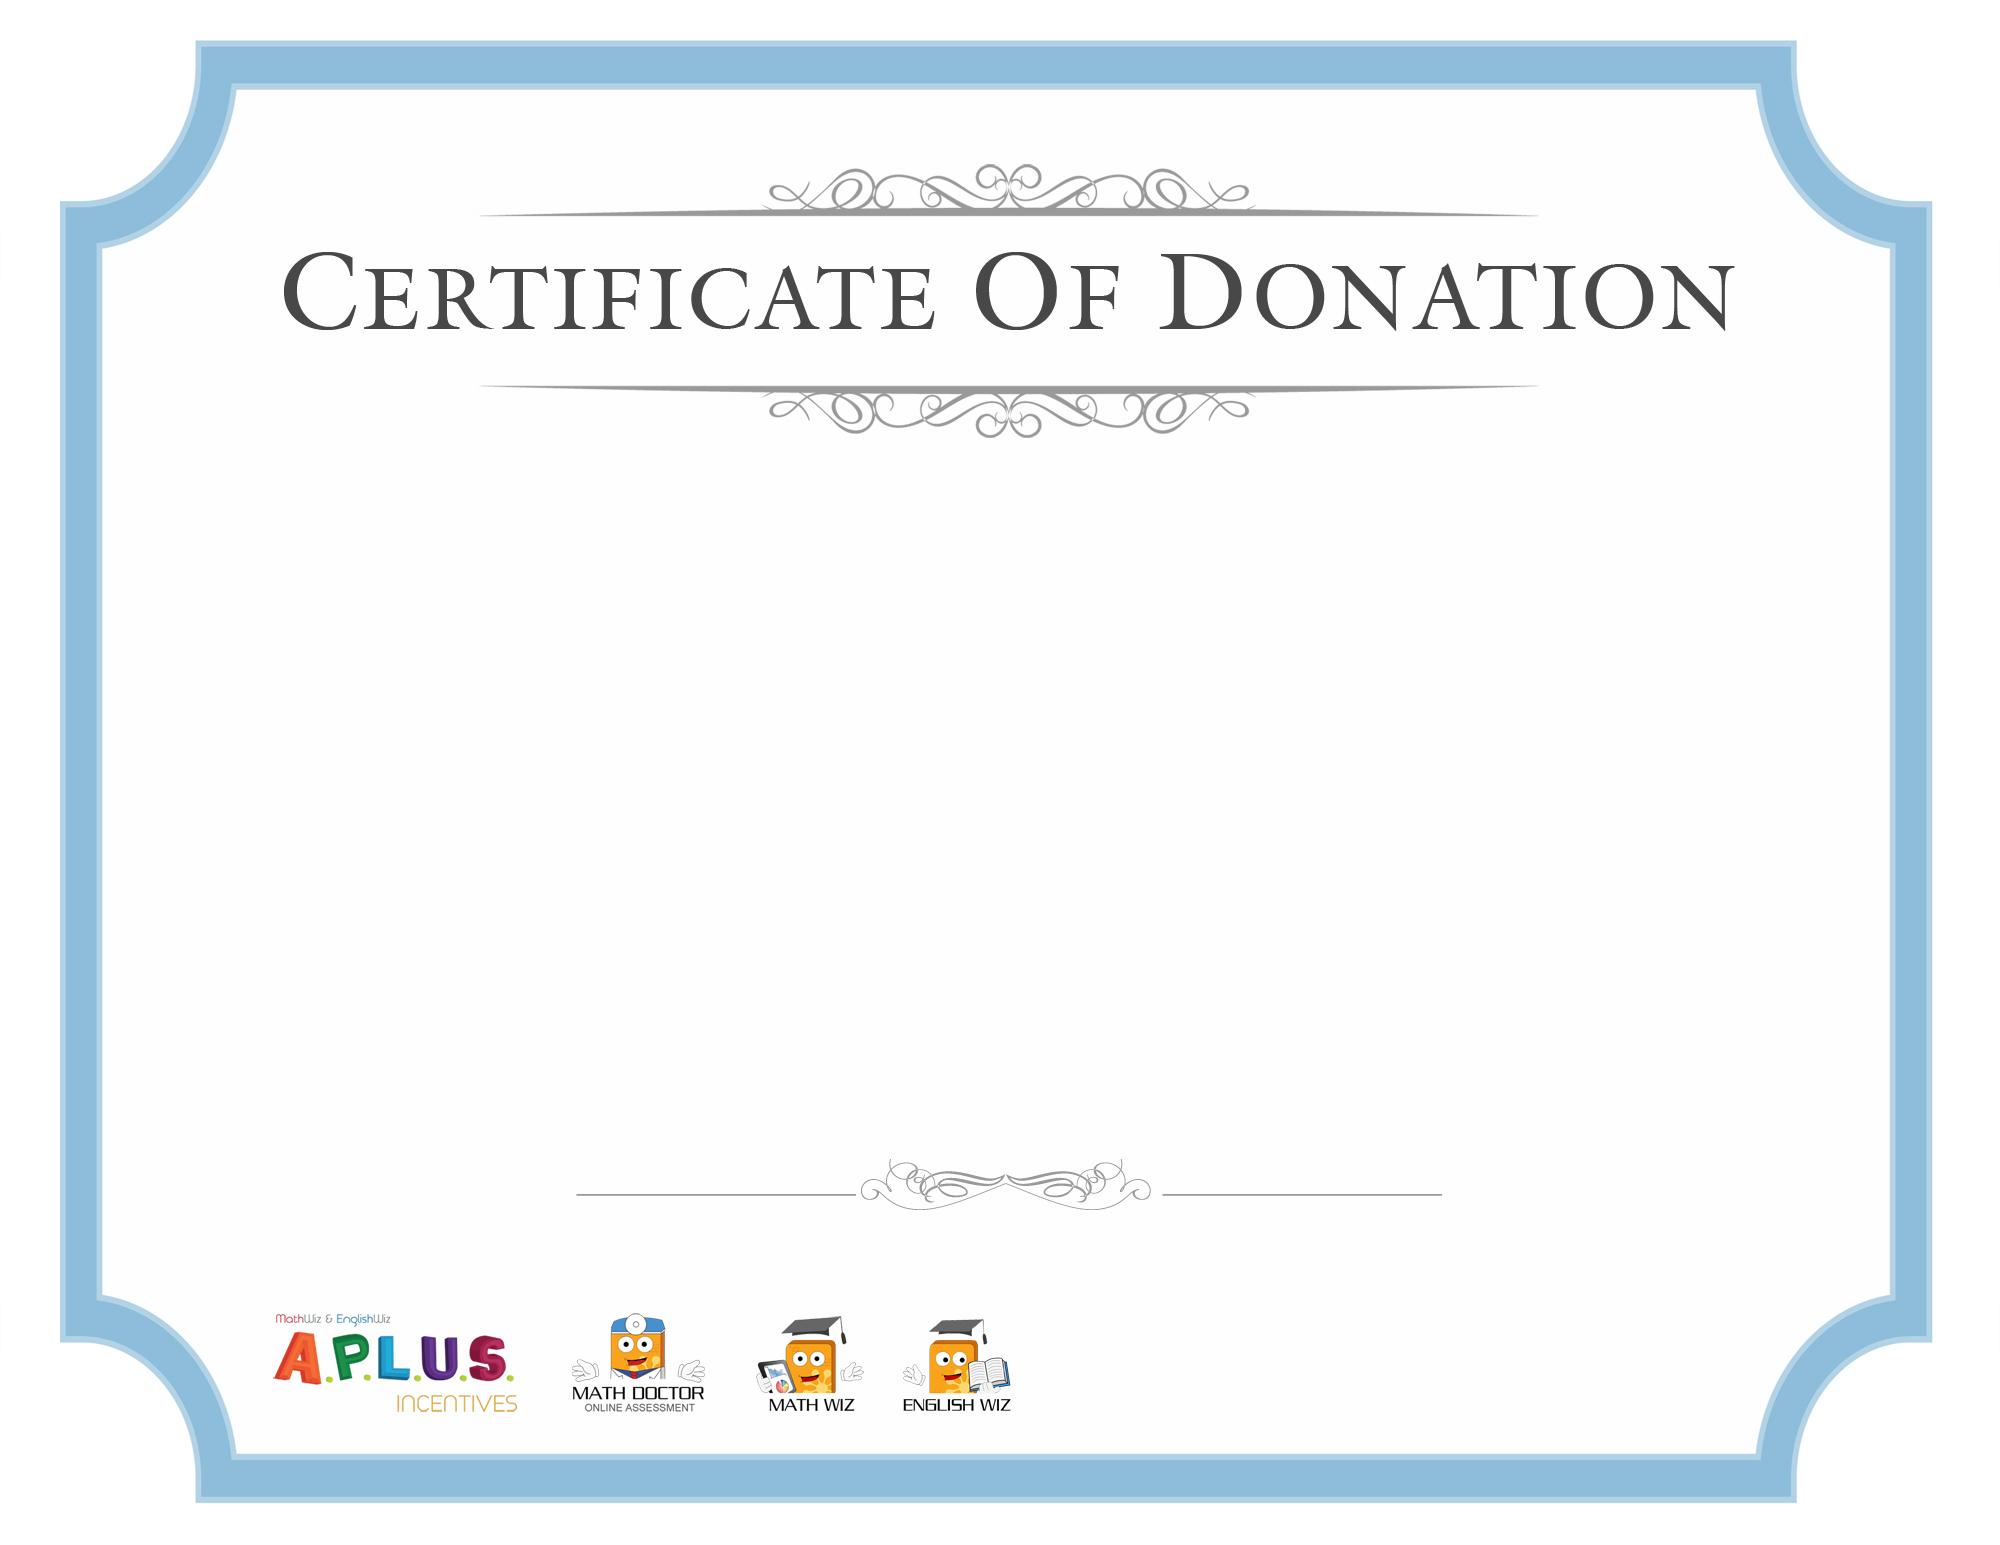 CERTIFICATE OF DONATION
MathWiz & EnglishWiz
A.P.L.U.S.
INCENTIVES
MATH DOCTOR
ONLINE ASSESSMENT
MATH WIZ
ENGLISH WIZ